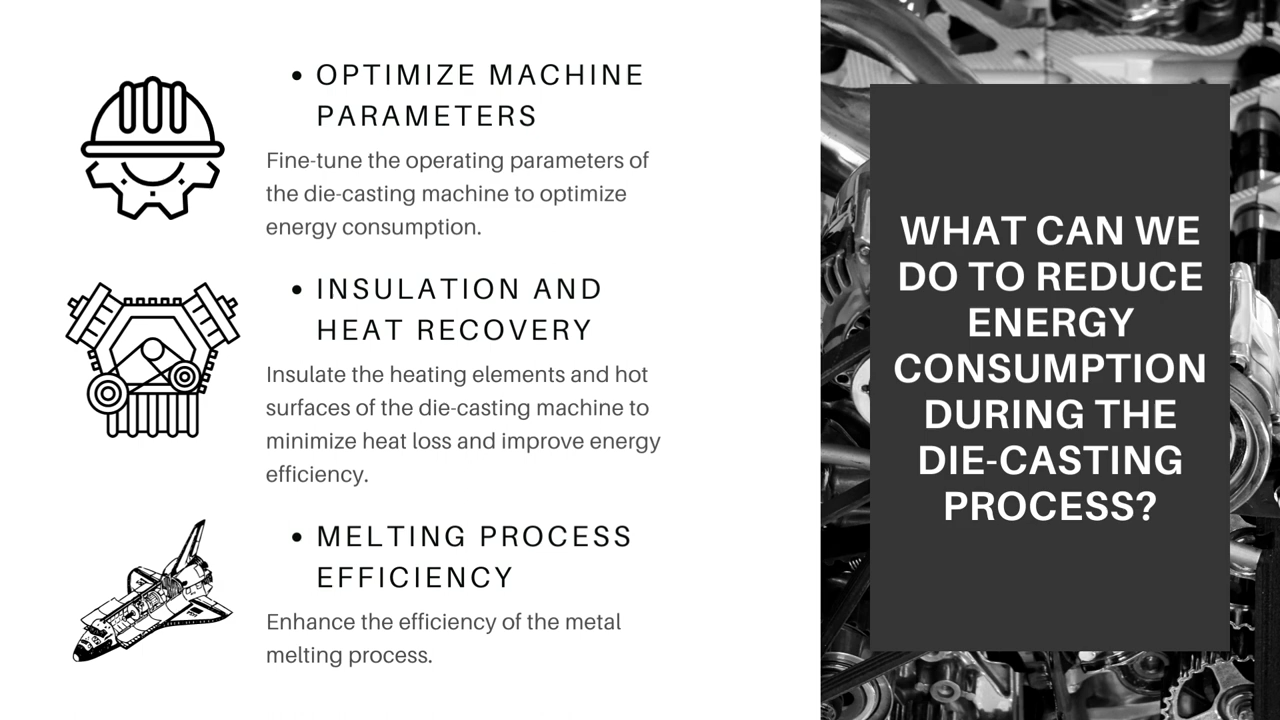 • OPTIMIZE MACHINE
PARAMETERS
Fine-tune the operating parameters of
the die-casting machine to optimize
energy consumption.
• INSULATION AND
HEAT RECOVERY
Insulate the heating elements and hot
surfaces of the die-casting machine to
minimize heat loss and improve energy
efficiency.
• MELTING PROCESS
EFFICIENCY
Enhance the efficiency of the metal
melting process.
WHAT CAN WE
DO TO REDUCE
ENERGY
CONSUMPTION
DURING THE
DIE-CASTING
PROCESS?